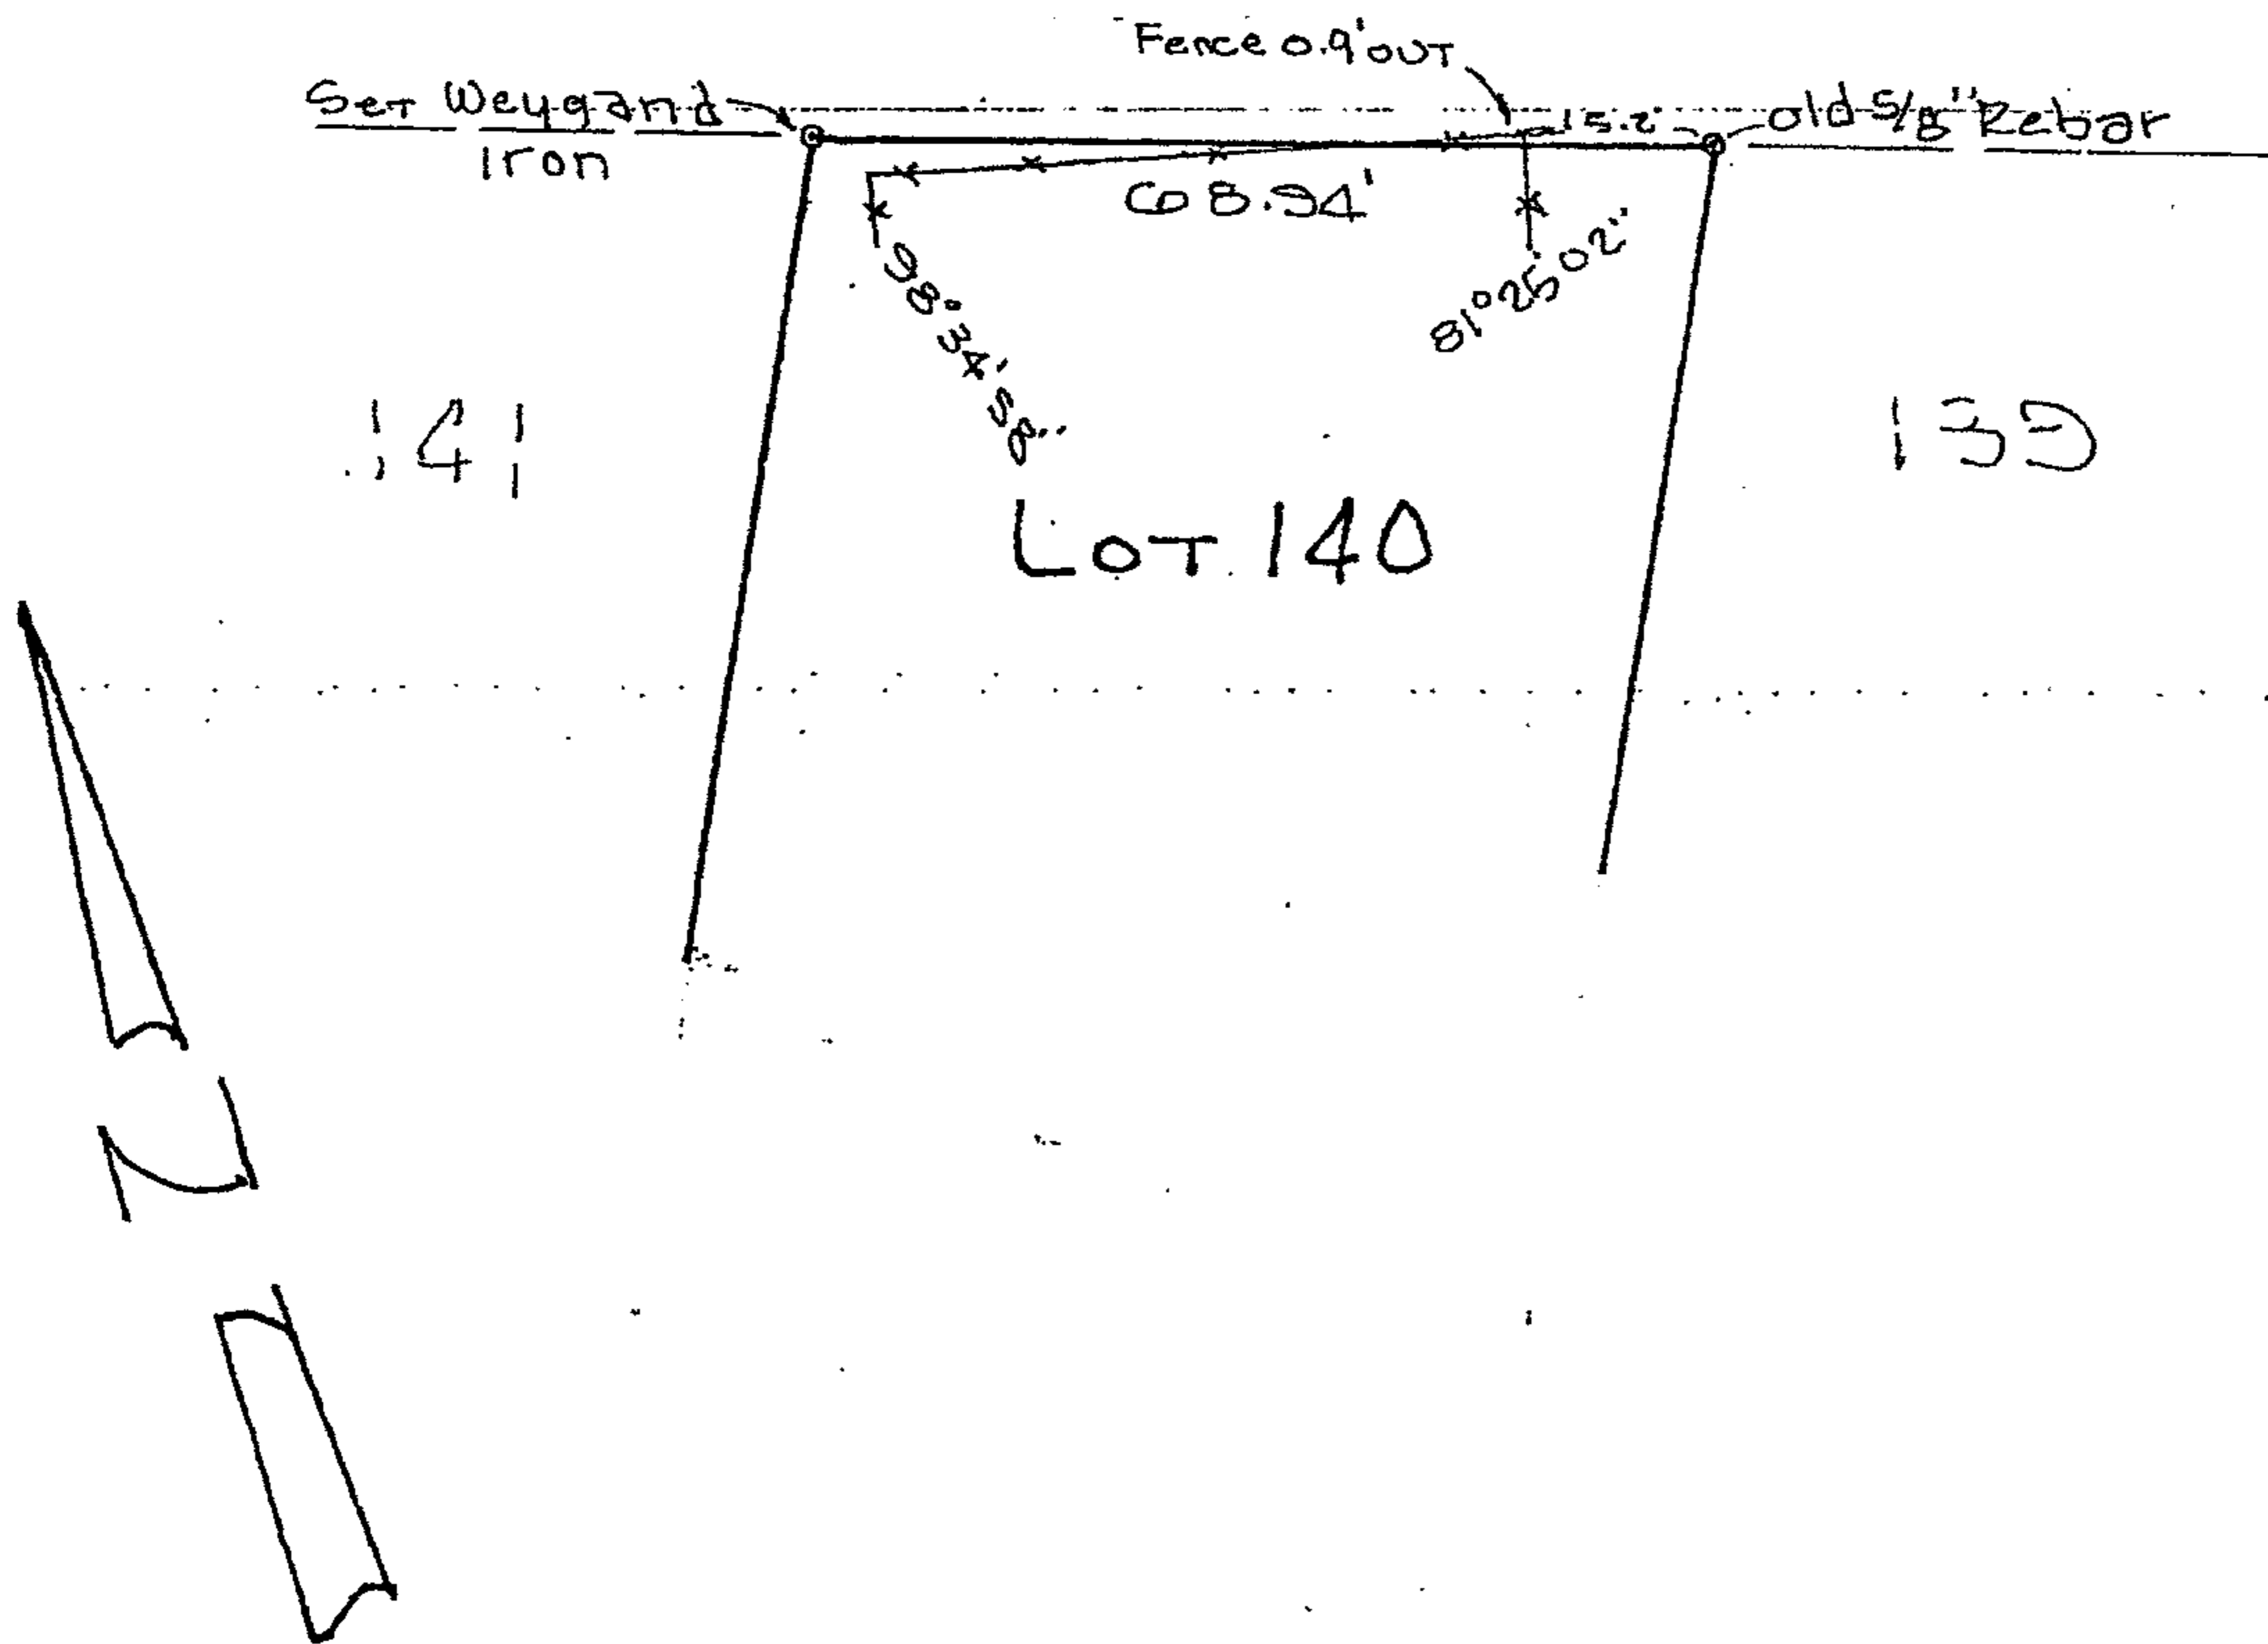 Fence 0.9' OUT
Set Weygand
Iron
15.2'
old 5/8" Rebar
68.94'
98° 34' 58"
81° 25' 02"
141
139
Lot 140